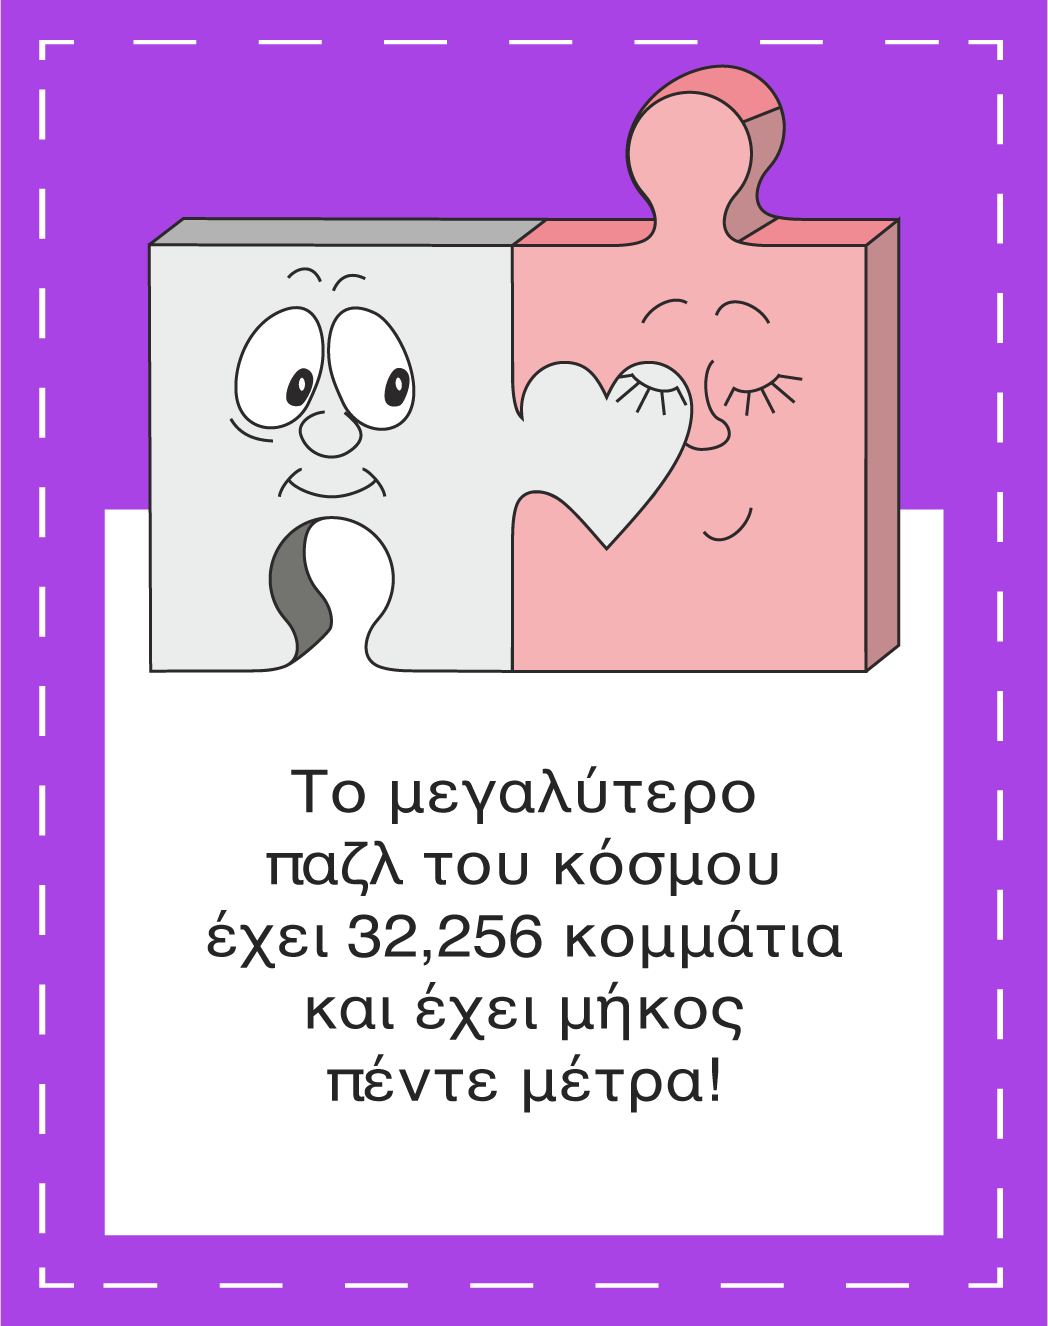 Το μεγαλύτερο
παζλ του κόσμου
έχει 32,256 κομμάτια
και έχει μήκος
πέντε μέτρα!